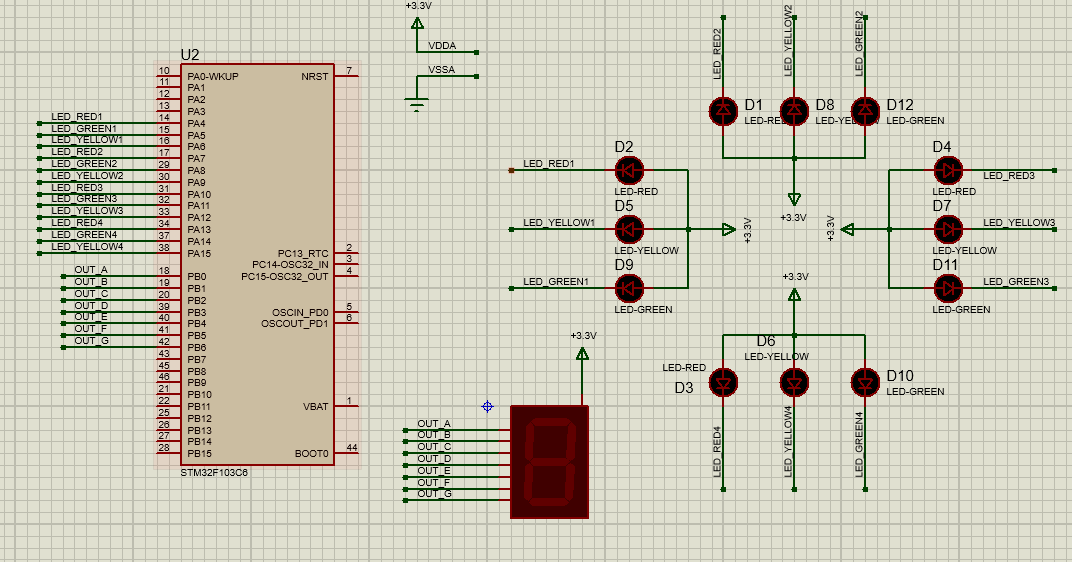 U2
10 PA0-WKUP NRST 7
11 PA1
12 PA2
13 PA3
LED_RED1 14 PA4
LED_GREEN1 15 PA5
LED_YELLOW1 16 PA6
LED_RED2 17 PA7
LED_GREEN2 29 PA8
LED_YELLOW2 30 PA9
LED_RED3 31 PA10
LED_GREEN3 32 PA11
LED_YELLOW3 33 PA12
LED_RED4 34 PA13
LED_GREEN4 37 PA14
LED_YELLOW4 38 PA15
PC13_RTC 2
PC14-OSC32_IN 3
PC15-OSC32_OUT 4
OUT_A 18 PB0
OUT_B 19 PB1
OUT_C 20 PB2
OUT_D 39 PB3
OUT_E 40 PB4
OUT_F 41 PB5
OUT_G 42 PB6
OSCIN_PD0 5
OSCOUT_PD1 6
43 PB7
45 PB8
46 PB9
21 PB10
22 PB11
25 PB12
26 PB13
27 PB14
28 PB15
VBAT 1
BOOT0 44
STM32F103C6
+3.3V
VDDA
VSSA
LED_RED2
LED_YELLOW2
LED_GREEN2
D1
LED-RED
D8
LED-YELLOW
D12
LED-GREEN
+3.3V
LED_RED1
D2
LED-RED
LED_YELLOW1
D5
LED-YELLOW
LED_GREEN1
D9
LED-GREEN
+3.3V
+3.3V
D4
LED-RED
LED_RED3
D7
LED-YELLOW
LED_YELLOW3
D11
LED-GREEN
LED_GREEN3
+3.3V
D6
LED-YELLOW
LED-RED
D3
D10
LED-GREEN
LED_RED4
LED_YELLOW4
LED_GREEN4
+3.3V
OUT_A
OUT_B
OUT_C
OUT_D
OUT_E
OUT_F
OUT_G